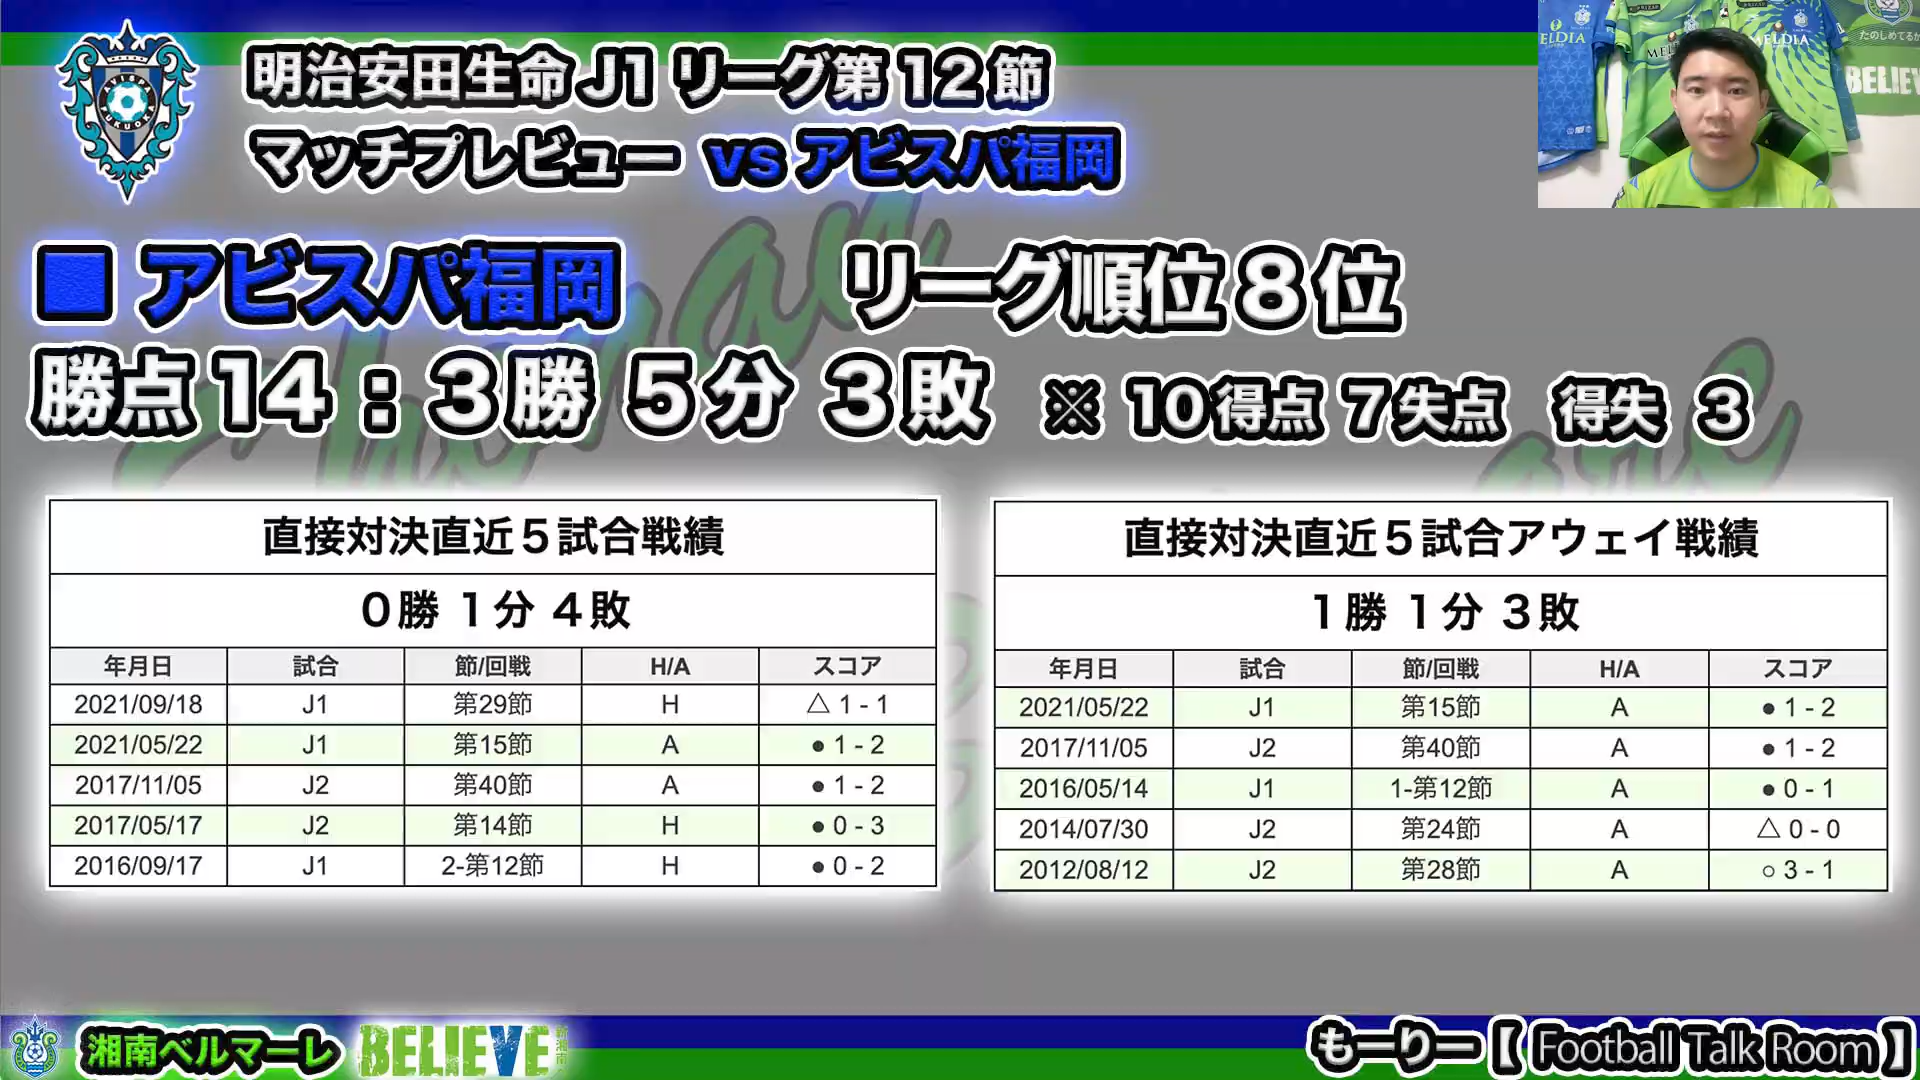 明治安田生命J1リーグ第12節
マッチプレビュー vsアビスパ福岡
■ アビスパ福岡 リーグ順位8位
勝点14：3勝 5分 3敗 ※ 10得点 7失点 得失 3
直接対決直近5試合戦績
0勝 1分 4敗
年月日 試合 節/回戦 H/A スコア
2021/09/18 J1 第29節 H △ 1 - 1
2021/05/22 J1 第15節 A ● 1 - 2
2017/11/05 J2 第40節 A ● 1 - 2
2017/05/17 J2 第14節 H ● 0 - 3
2016/09/17 J1 2-第12節 H ● 0 - 2
直接対決直近5試合アウェイ戦績
1勝 1分 3敗
年月日 試合 節/回戦 H/A スコア
2021/05/22 J1 第15節 A ● 1 - 2
2017/11/05 J2 第40節 A ● 1 - 2
2016/05/14 J1 1-第12節 A ● 0 - 1
2014/07/30 J2 第24節 A △ 0 - 0
2012/08/12 J2 第28節 A ○ 3 - 1
湘南ベルマーレ BELIEVE
もーりー【 Football Talk Room 】
たのしめてるか
MELDIA
BELIEV